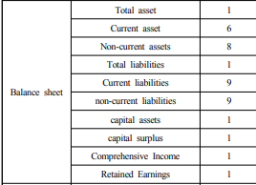 Total asset 1
Current asset 6
Non-current assets 8
Total liabilities 1
Current liabilities 9
Balance sheet
non-current liabilities 9
capital assets 1
capital surplus 1
Comprehensive Income 1
Retained Earnings 1